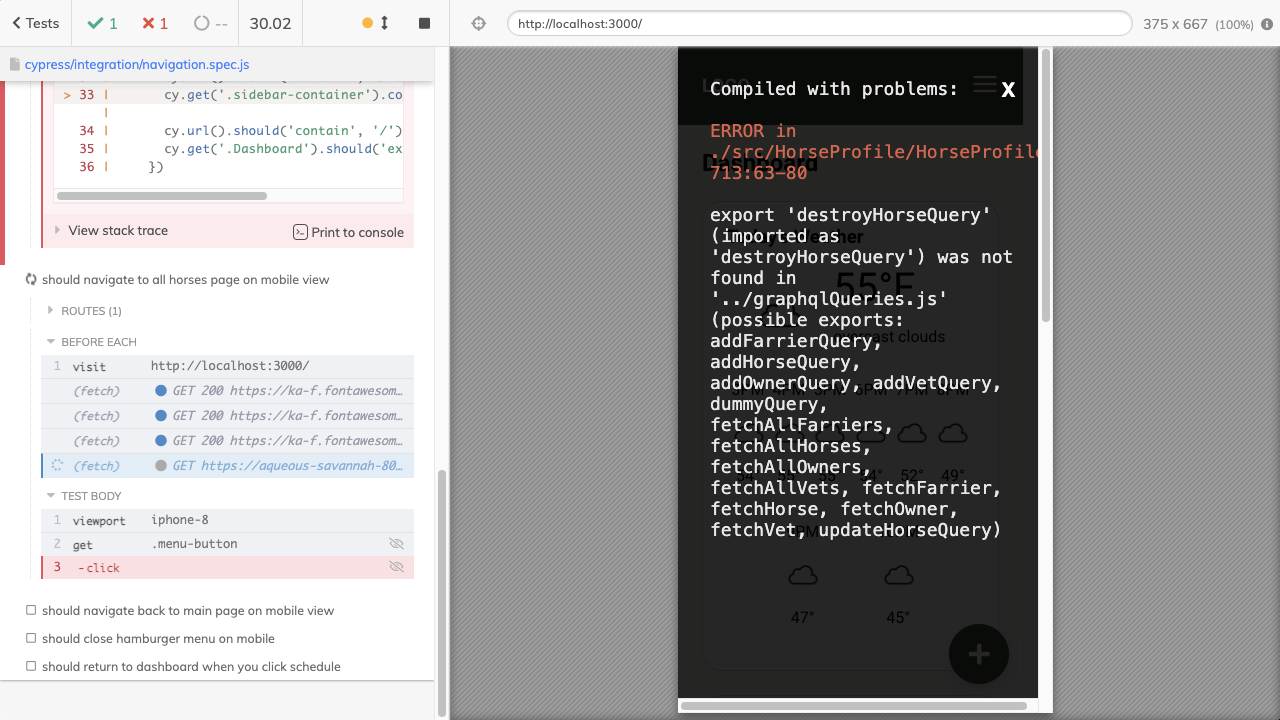 Tests
1
1
--
30.02
http://localhost:3000/
375 x 667 (100%)
cypress/integration/navigation.spec.js
> 33 | cy.get('.sidebar-container').co
|
34 | cy.url().should('contain', '/')
35 | cy.get('.Dashboard').should('ex
36 | })
View stack trace
Print to console
should navigate to all horses page on mobile view
ROUTES (1)
BEFORE EACH
1 visit http://localhost:3000/
(fetch) GET 200 https://ka-f.fontawesom…
(fetch) GET 200 https://ka-f.fontawesom…
(fetch) GET 200 https://ka-f.fontawesom…
(fetch) GET https://aqueous-savannah-80…
TEST BODY
1 viewport iphone-8
2 get .menu-button
3 -click
should navigate back to main page on mobile view
should close hamburger menu on mobile
should return to dashboard when you click schedule
Compiled with problems:
X
ERROR in
./src/HorseProfile/HorseProfile
713:63-80
Dashboard
export 'destroyHorseQuery'
(imported as
'destroyHorseQuery') was not
found in
'../graphqlQueries.js'
(possible exports:
addFarrierQuery,
addHorseQuery,
addOwnerQuery, addVetQuery,
dummyQuery,
fetchAllFarriers,
fetchAllHorses,
fetchAllOwners,
fetchAllVets, fetchFarrier,
fetchHorse, fetchOwner,
fetchVet, updateHorseQuery)
55°F
clouds
52° 49°
47° 45°